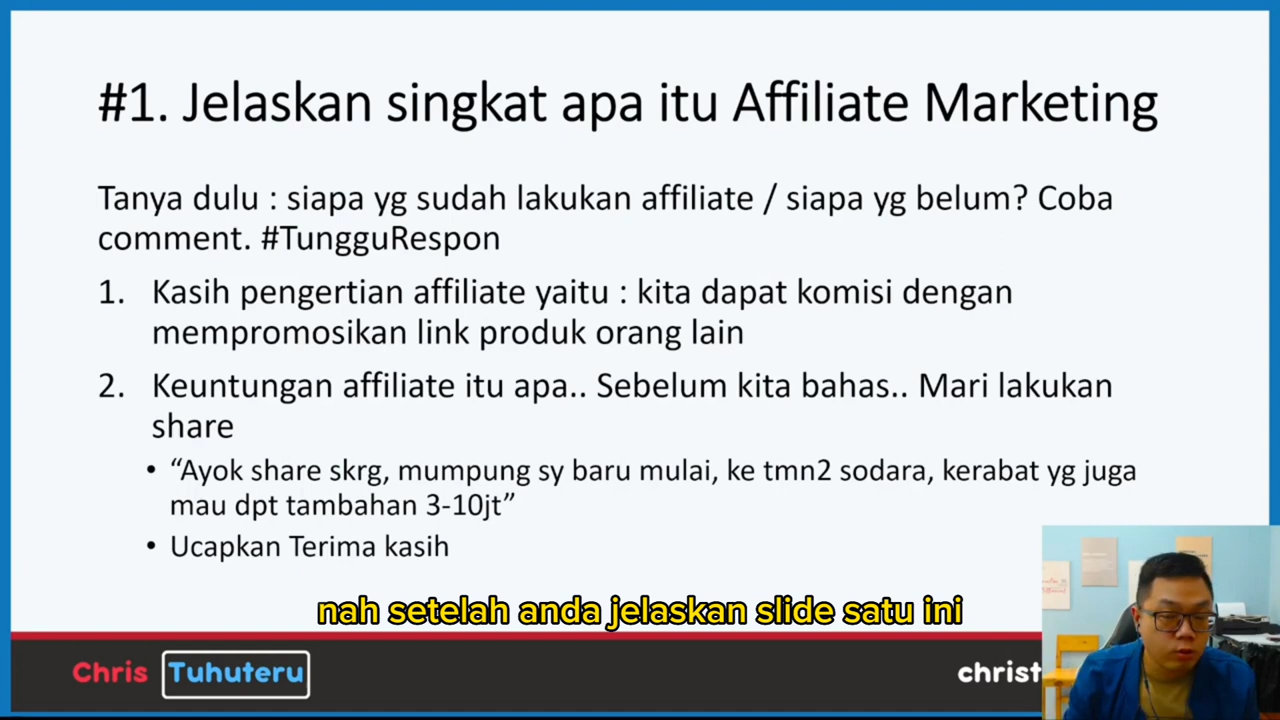 #1. Jelaskan singkat apa itu Affiliate Marketing
Tanya dulu : siapa yg sudah lakukan affiliate / siapa yg belum? Coba
comment. #TungguRespon
1. Kasih pengertian affiliate yaitu : kita dapat komisi dengan
mempromosikan link produk orang lain
2. Keuntungan affiliate itu apa.. Sebelum kita bahas.. Mari lakukan
share
• “Ayok share skrg, mumpung sy baru mulai, ke tmn2 sodara, kerabat yg juga
mau dpt tambahan 3-10jt”
• Ucapkan Terima kasih
nah setelah anda jelaskan slide satu ini
Chris Tuhuteru
christ